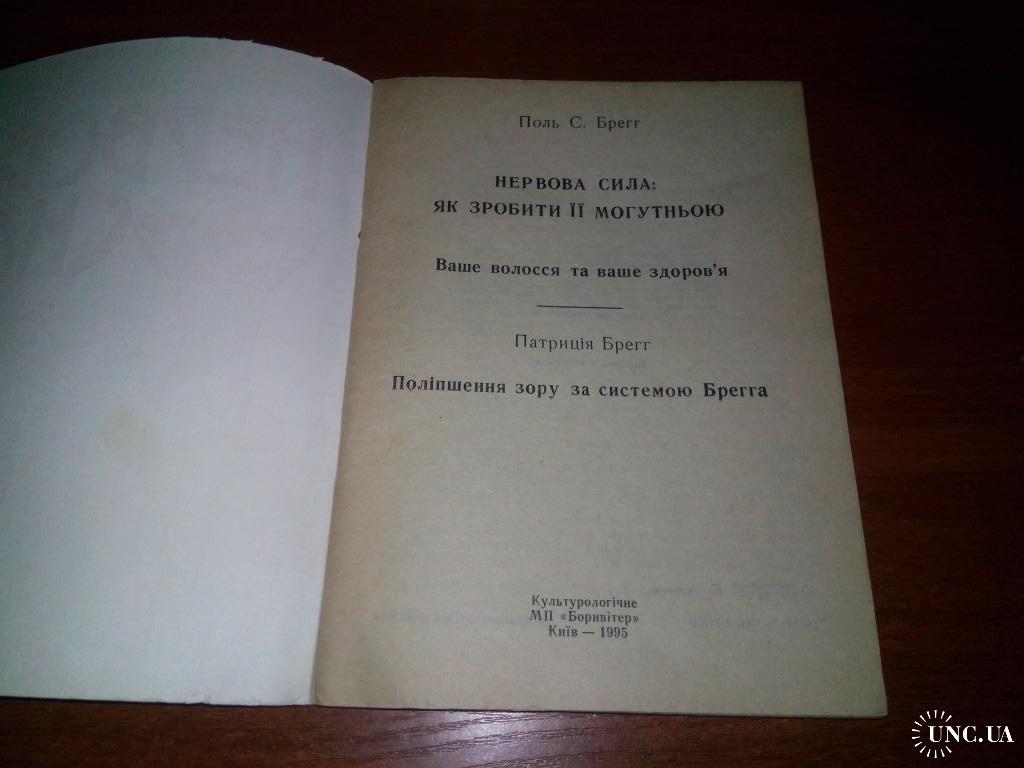 Поль С. Брегг
НЕРВОВА СИЛА:
ЯК ЗРОБИТИ ЇЇ МОГУТНЬОЮ
Ваше волосся та ваше здоров'я
Патриція Брегг
Поліпшення зору за системою Брегга
Культурологічне
МП «Боривітер»
Київ — 1995
UNC.UA